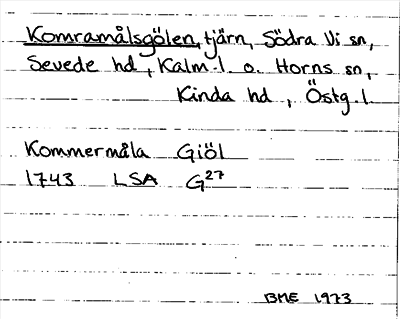 Komramålsgölen, tjärn, Södra Vi sn,
Sevede hd, Kalm. l. o. Horns sn,
Kinda hd, Östg. l.
Kommermåla Giöl
1743 LSA G27
BME 1973